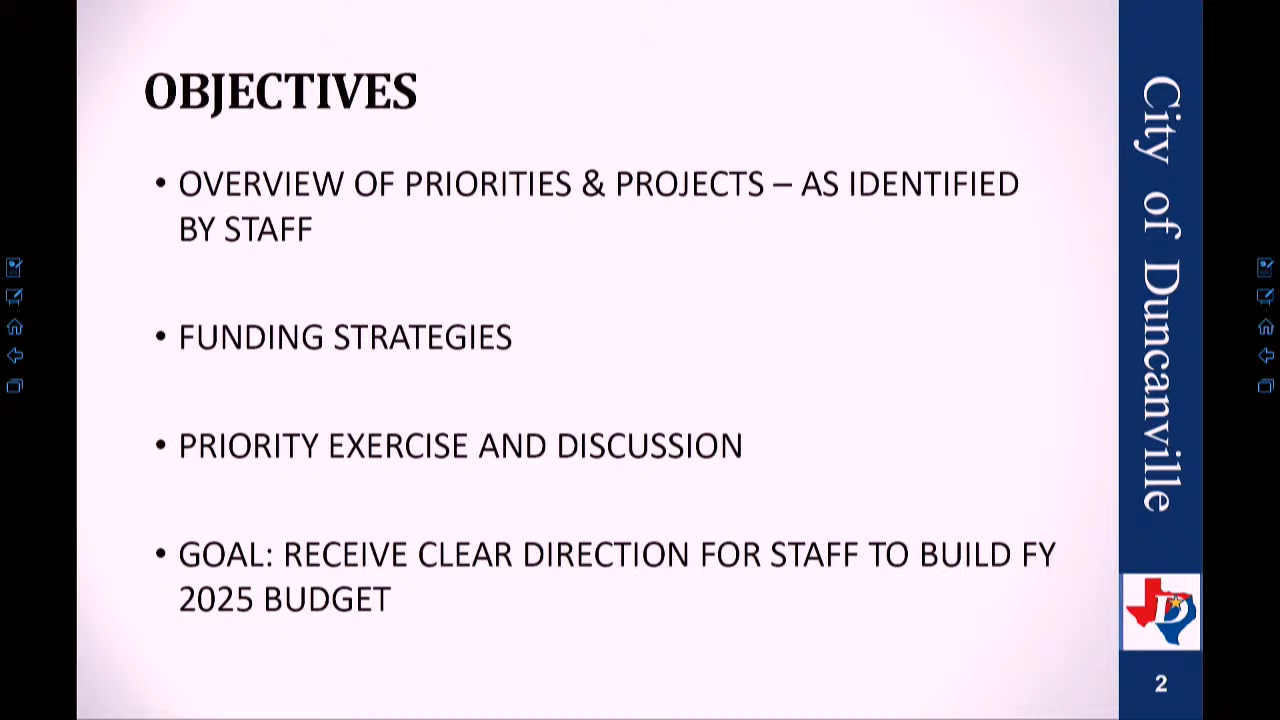 OBJECTIVES
• OVERVIEW OF PRIORITIES & PROJECTS – AS IDENTIFIED
BY STAFF
• FUNDING STRATEGIES
• PRIORITY EXERCISE AND DISCUSSION
• GOAL: RECEIVE CLEAR DIRECTION FOR STAFF TO BUILD FY
2025 BUDGET
City of Duncanville
D
2